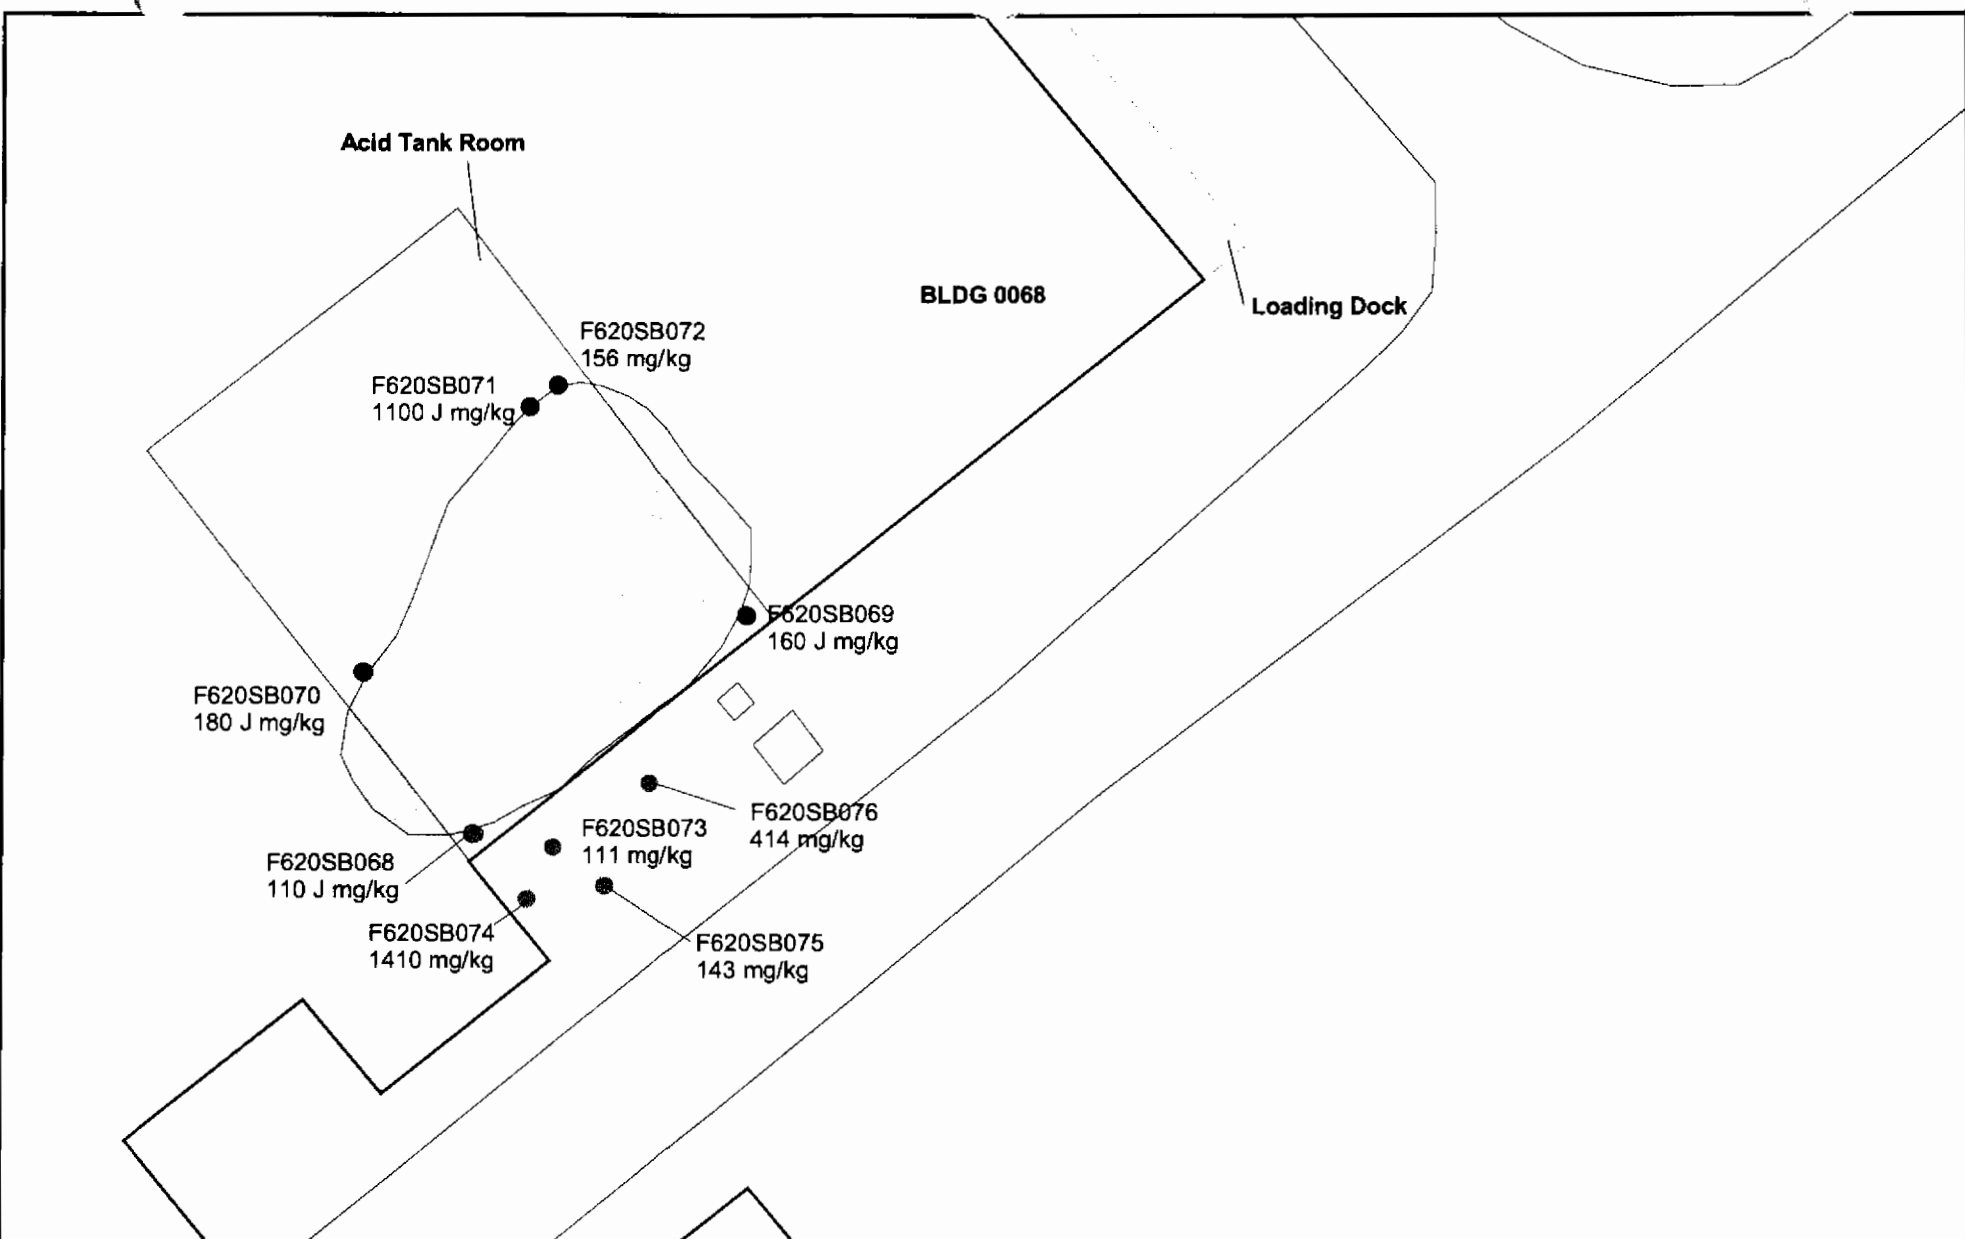 Acid Tank Room
BLDG 0068
Loading Dock
F620SB072
156 mg/kg
F620SB071
1100 J mg/kg
F620SB069
160 J mg/kg
F620SB070
180 J mg/kg
F620SB076
414 mg/kg
F620SB073
111 mg/kg
F620SB068
110 J mg/kg
F620SB074
1410 mg/kg
F620SB075
143 mg/kg